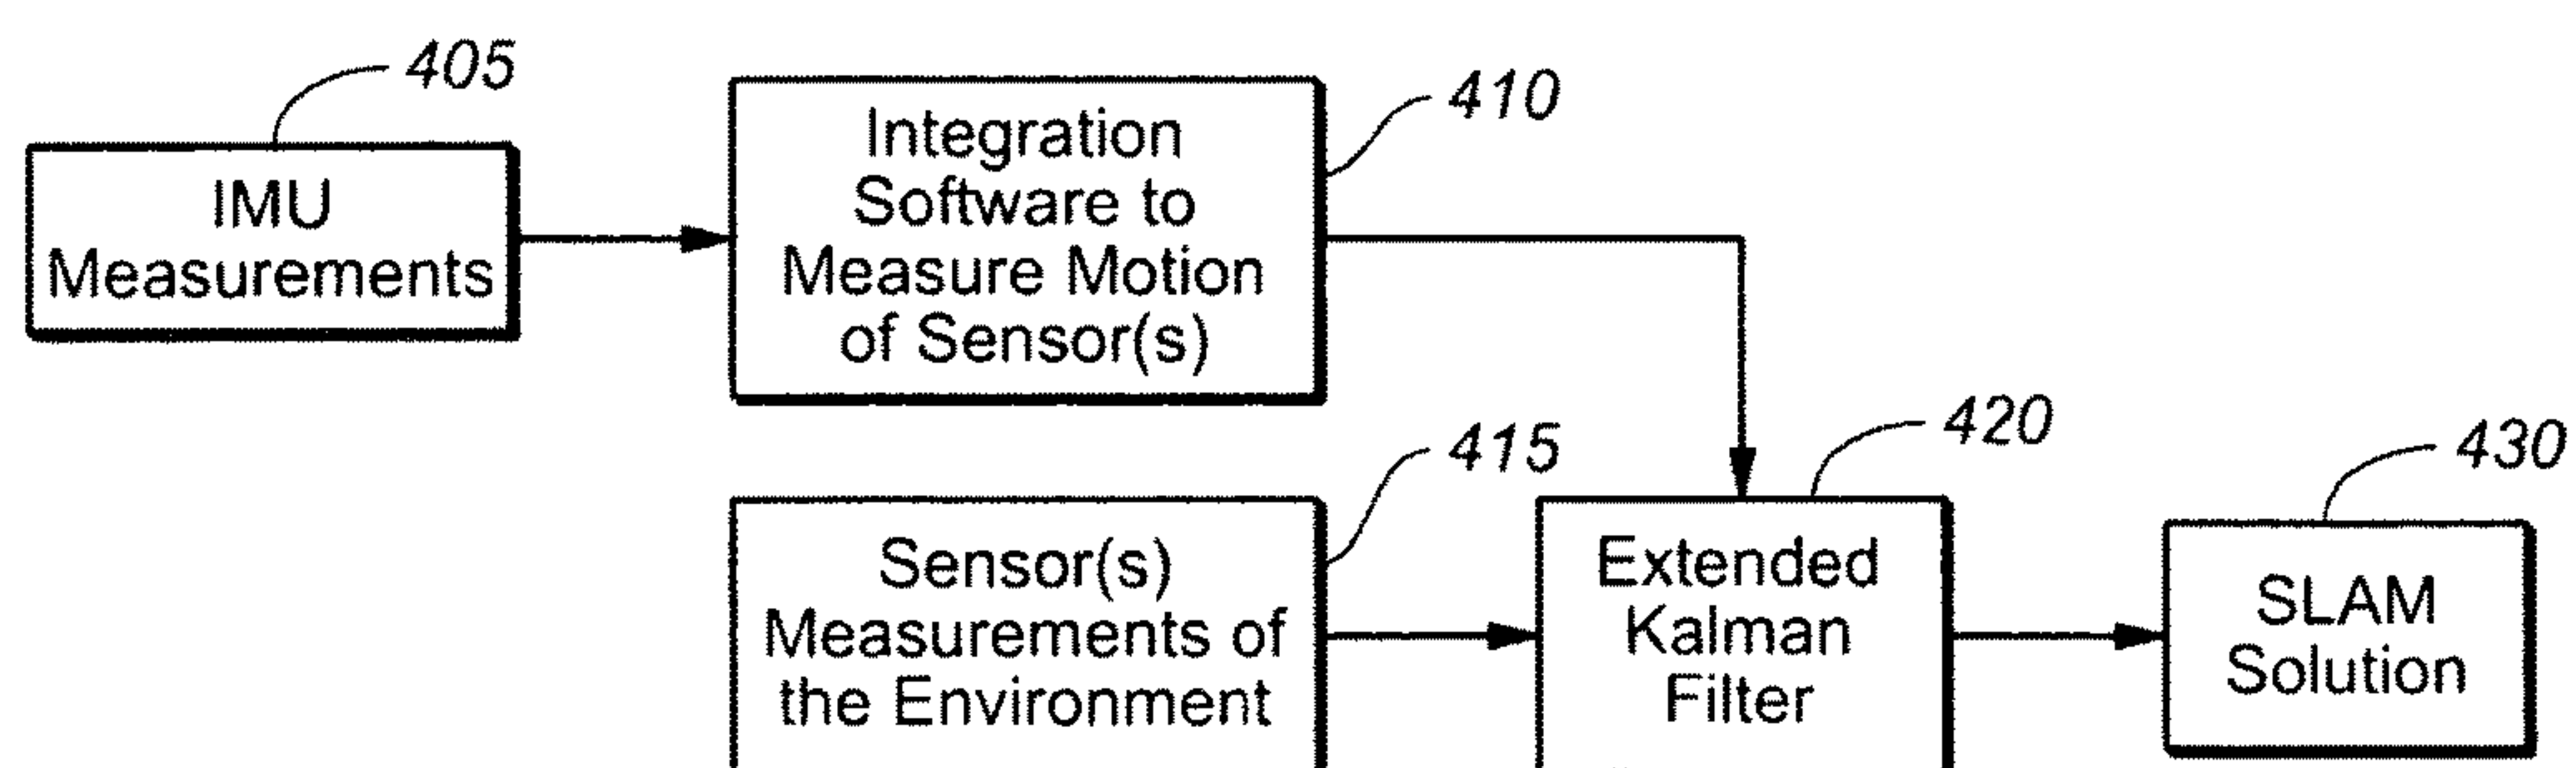 405
IMU
Measurements
410
Integration
Software to
Measure Motion
of Sensor(s)
415
Sensor(s)
Measurements of
the Environment
420
Extended
Kalman
Filter
430
SLAM
Solution